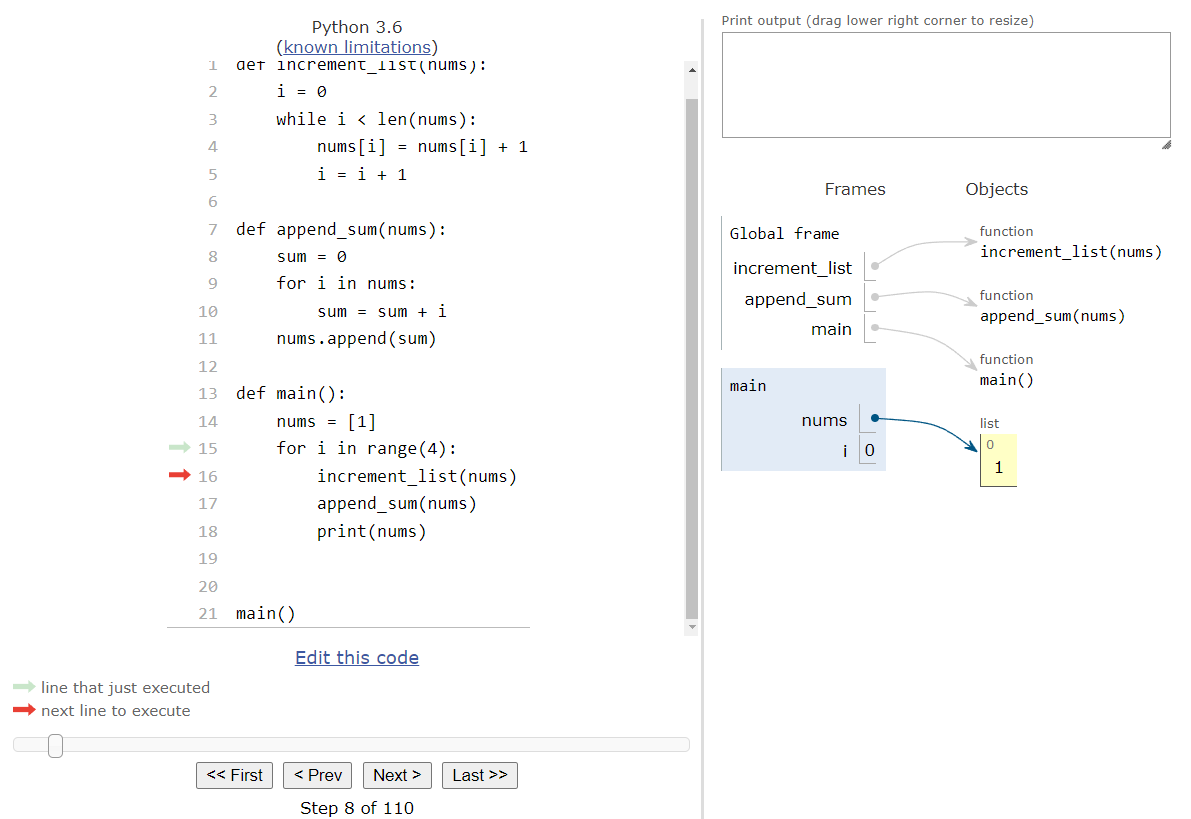 Python 3.6
(known limitations)
1 def increment_list(nums):
2     i = 0
3     while i < len(nums):
4         nums[i] = nums[i] + 1
5         i = i + 1
6
7 def append_sum(nums):
8     sum = 0
9     for i in nums:
10         sum = sum + i
11     nums.append(sum)
12
13 def main():
14     nums = [1]
15     for i in range(4):
16         increment_list(nums)
17         append_sum(nums)
18         print(nums)
19
20
21 main()
Edit this code
line that just executed
next line to execute
<< First < Prev Next > Last >>
Step 8 of 110
Print output (drag lower right corner to resize)
Frames Objects
Global frame
increment_list
append_sum
main
function
increment_list(nums)
function
append_sum(nums)
function
main()
main
nums
i 0
list
0
1